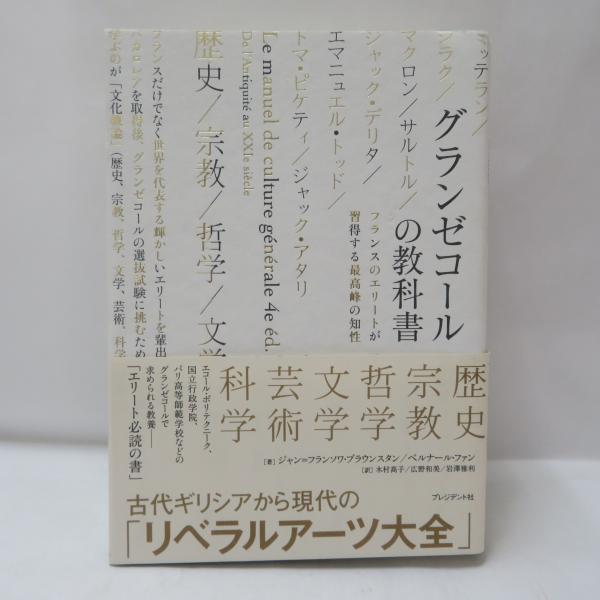 ミッテラン／
シラク／
グランゼコールの教科書
マクロン／サルトル／
フランスのエリートが
習得する最高峰の知性
ジャック・デリダ／
エマニュエル・トッド／
トマ・ピケティ／ジャック・アタリ
Le manuel de culture générale 4e éd.
De l'Antiquité au XXIe siècle
歴史／宗教／哲学／文学
フランスだけでなく世界を代表する輝かしいエリートを輩出
バカロレアを取得後、グランゼコールの選抜試験に挑むため
学ぶのが「文化概論」（歴史、宗教、哲学、文学、芸術、科学
歴史
宗教
哲学
文学
芸術
科学
エコール・ポリテクニーク、
国立行政学院、
パリ高等師範学校などの
グランゼコールで
求められる教養――
「エリート必読の書」
［著］ジャン=フランソワ・ブラウンスタン／ベルナール・ファン
［訳］木村高子／広野和美／岩澤雅利
プレジデント社
古代ギリシアから現代の
「リベラルアーツ大全」